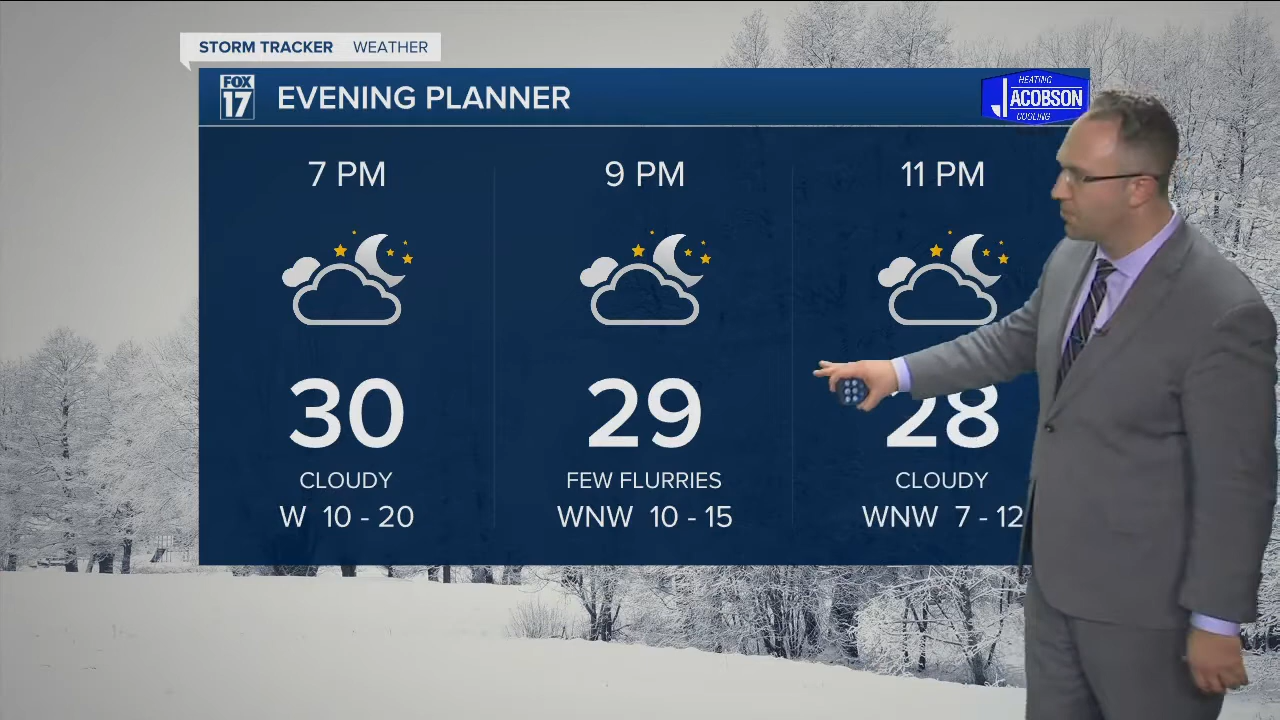 STORM TRACKER WEATHER
FOX
17
EVENING PLANNER
HEATING
JACOBSON
COOLING
7 PM
30
CLOUDY
W 10 - 20
9 PM
29
FEW FLURRIES
WNW 10 - 15
11 PM
28
CLOUDY
WNW 7 - 12